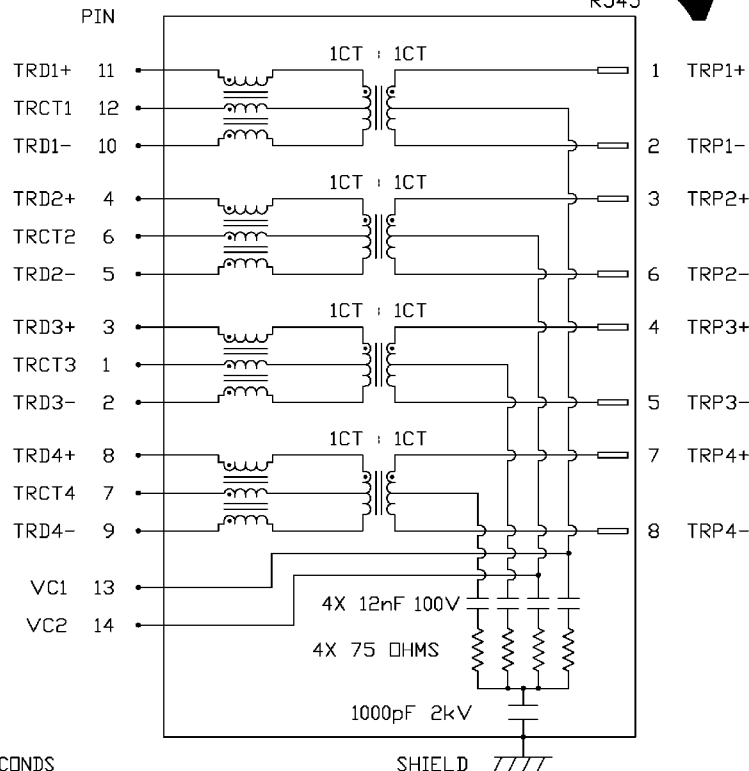 RJ45
PIN
1CT : 1CT
TRD1+ 11 1 TRP1+
TRCT1 12
TRD1- 10 2 TRP1-
1CT : 1CT
TRD2+ 4 3 TRP2+
TRCT2 6
TRD2- 5 6 TRP2-
1CT : 1CT
TRD3+ 3 4 TRP3+
TRCT3 1
TRD3- 2 5 TRP3-
1CT : 1CT
TRD4+ 8 7 TRP4+
TRCT4 7
TRD4- 9 8 TRP4-
VC1 13
4X 12nF 100V
VC2 14
4X 75 OHMS
1000pF 2kV
CONDS SHIELD